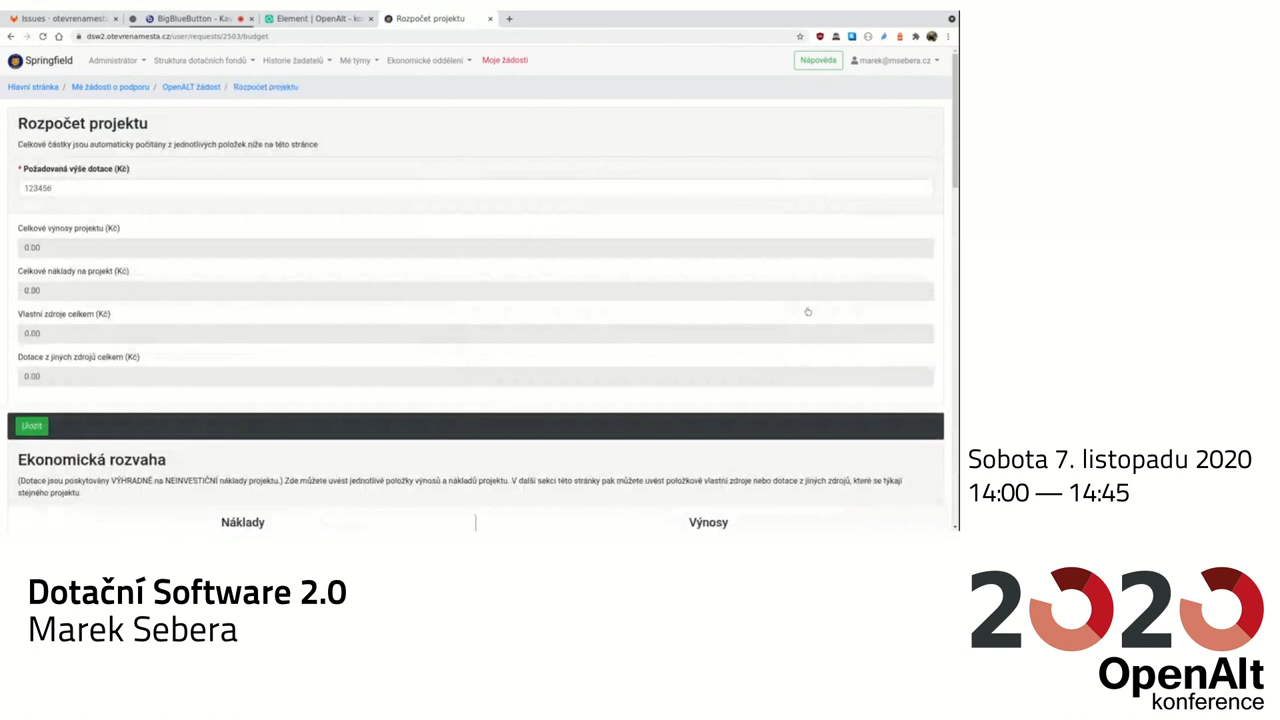 Issues · otevrenamest
BigBlueButton - Kav
Element | OpenAlt - ko
Rozpočet projektu
dsw2.otevrenamesta.cz/user/requests/2503/budget
Springfield
Administrátor
Struktura dotačních fondů
Historie žadatelů
Mé týmy
Ekonomické oddělení
Moje žádosti
Nápověda
marek@msebera.cz
Hlavní stránka / Mé žádosti o podporu / OpenALT žádost / Rozpočet projektu
Rozpočet projektu
Celkové částky jsou automaticky počítány z jednotlivých položek níže na této stránce
* Požadovaná výše dotace (Kč)
123456
Celkové výnosy projektu (Kč)
0.00
Celkové náklady na projekt (Kč)
0.00
Vlastní zdroje celkem (Kč)
0.00
Dotace z jiných zdrojů celkem (Kč)
0.00
Uložit
Ekonomická rozvaha
(Dotace jsou poskytovány VÝHRADNĚ na NEINVESTIČNÍ náklady projektu.) Zde můžete uvést jednotlivé položky výnosů a nákladů projektu. V další sekci této stránky pak můžete uvést položkově vlastní zdroje nebo dotace z jiných zdrojů, které se týkají
stejného projektu.
Náklady
Výnosy
Sobota 7. listopadu 2020
14:00 — 14:45
Dotační Software 2.0
Marek Sebera
2020
OpenAlt
konference